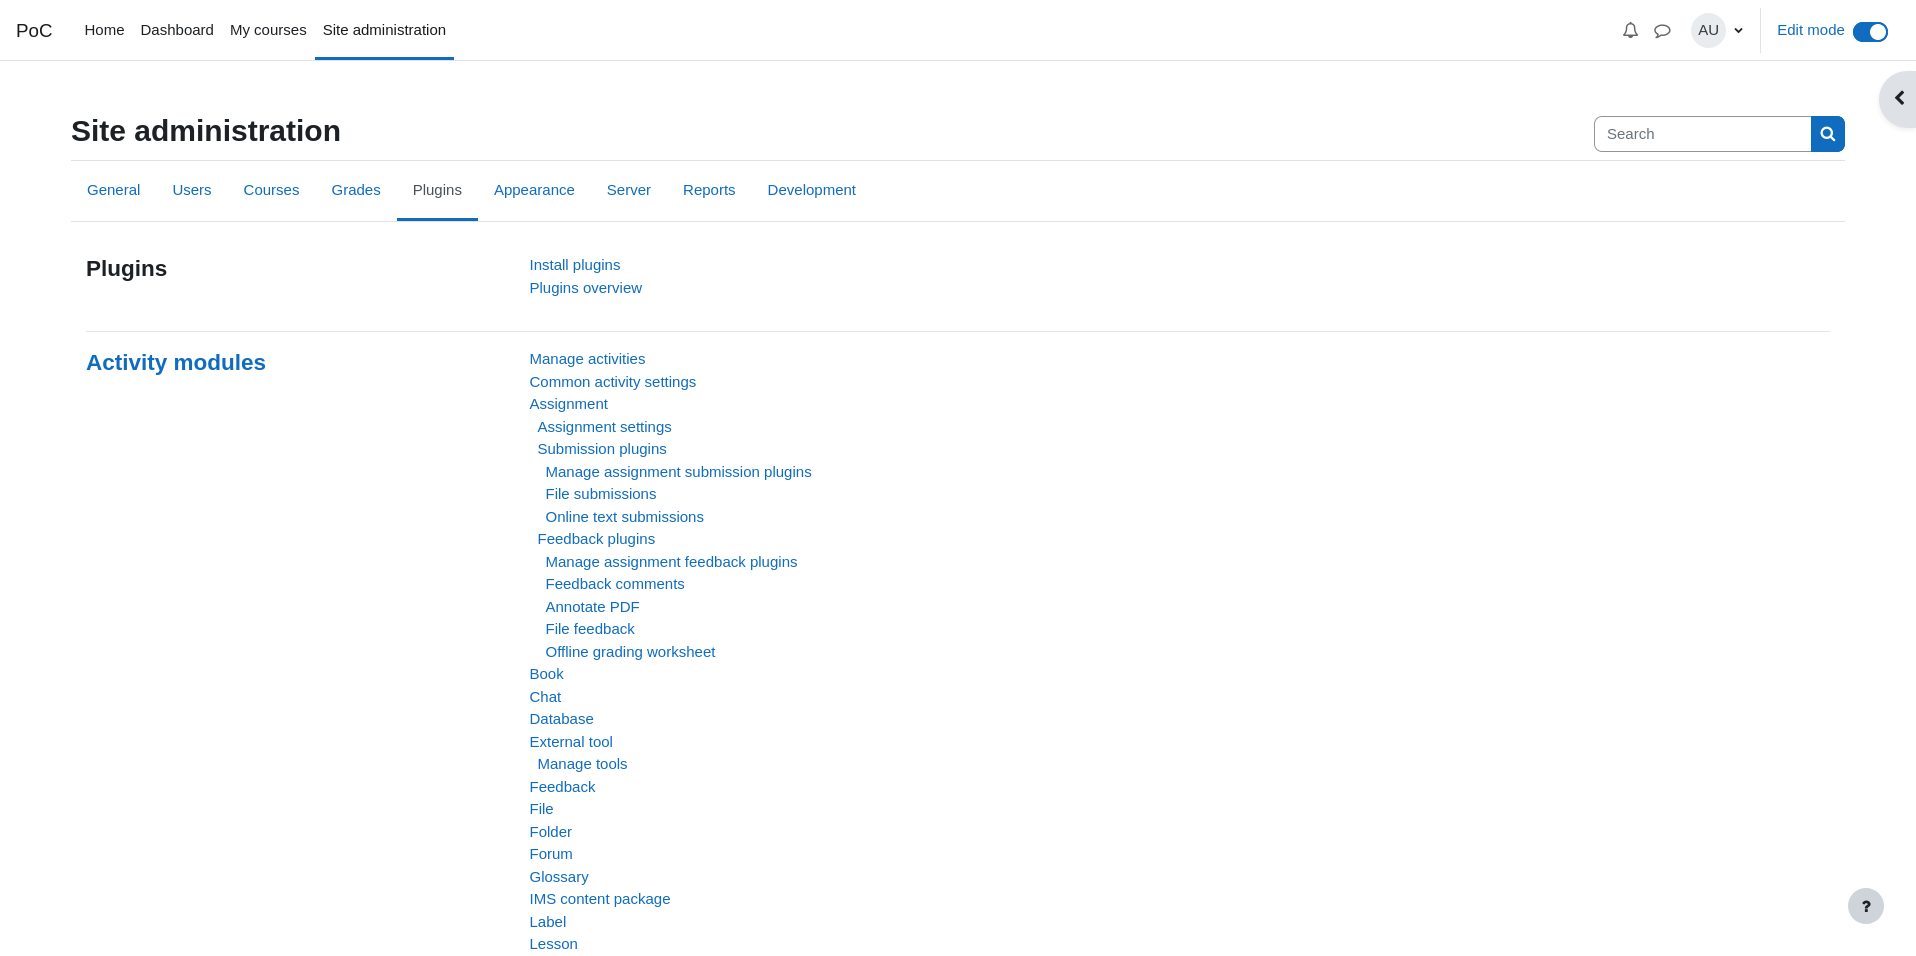 PoC Home Dashboard My courses Site administration AU Edit mode
Site administration
Search
General Users Courses Grades Plugins Appearance Server Reports Development
Plugins
Install plugins
Plugins overview
Activity modules
Manage activities
Common activity settings
Assignment
Assignment settings
Submission plugins
Manage assignment submission plugins
File submissions
Online text submissions
Feedback plugins
Manage assignment feedback plugins
Feedback comments
Annotate PDF
File feedback
Offline grading worksheet
Book
Chat
Database
External tool
Manage tools
Feedback
File
Folder
Forum
Glossary
IMS content package
?
Label
Lesson